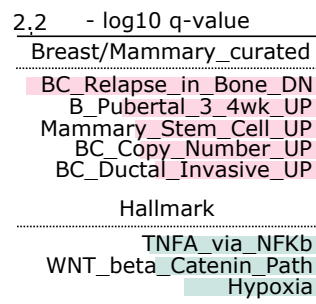 2.2 - log10 q-value
Breast/Mammary_curated
BC_Relapse_in_Bone_DN
B_Pubertal_3_4wk_UP
Mammary_Stem_Cell_UP
BC_Copy_Number_UP
BC_Ductal_Invasive_UP
Hallmark
TNFA_via_NFKb
WNT_beta_Catenin_Path
Hypoxia